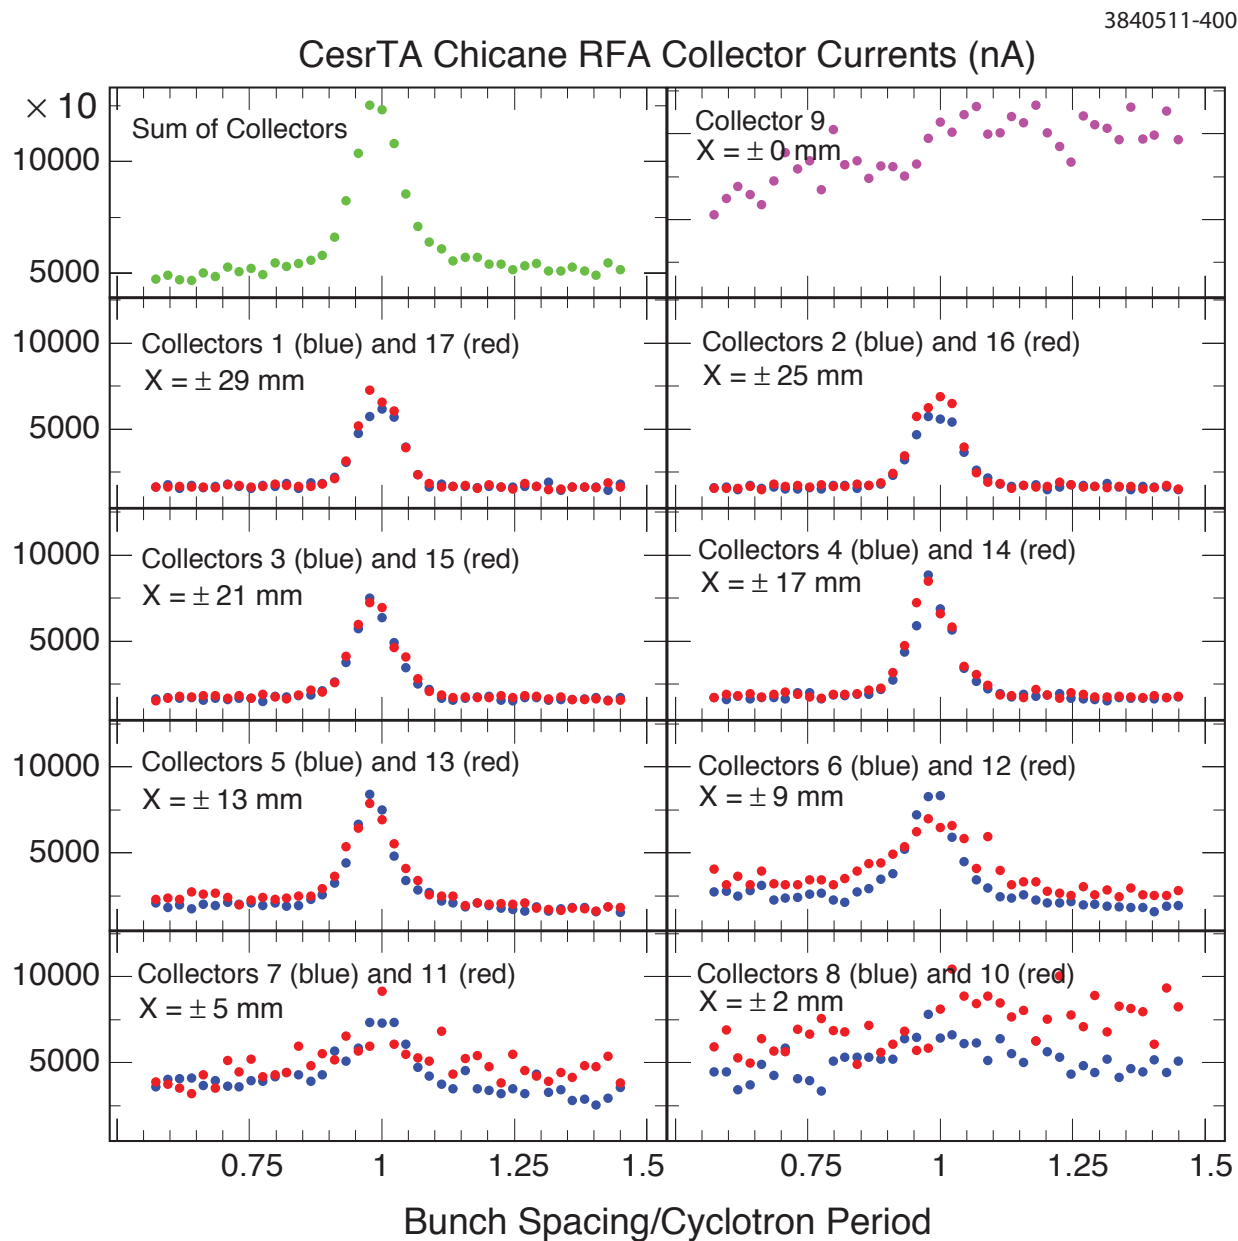 3840511-400
CesrTA Chicane RFA Collector Currents (nA)
× 10
Sum of Collectors
10000
5000
Collector 9
X = ± 0 mm
10000
Collectors 1 (blue) and 17 (red)
X = ± 29 mm
5000
Collectors 2 (blue) and 16 (red)
X = ± 25 mm
10000
Collectors 3 (blue) and 15 (red)
X = ± 21 mm
5000
Collectors 4 (blue) and 14 (red)
X = ± 17 mm
10000
Collectors 5 (blue) and 13 (red)
X = ± 13 mm
5000
Collectors 6 (blue) and 12 (red)
X = ± 9 mm
10000
Collectors 7 (blue) and 11 (red)
X = ± 5 mm
5000
Collectors 8 (blue) and 10 (red)
X = ± 2 mm
0.75 1 1.25 1.5 0.75 1 1.25 1.5
Bunch Spacing/Cyclotron Period